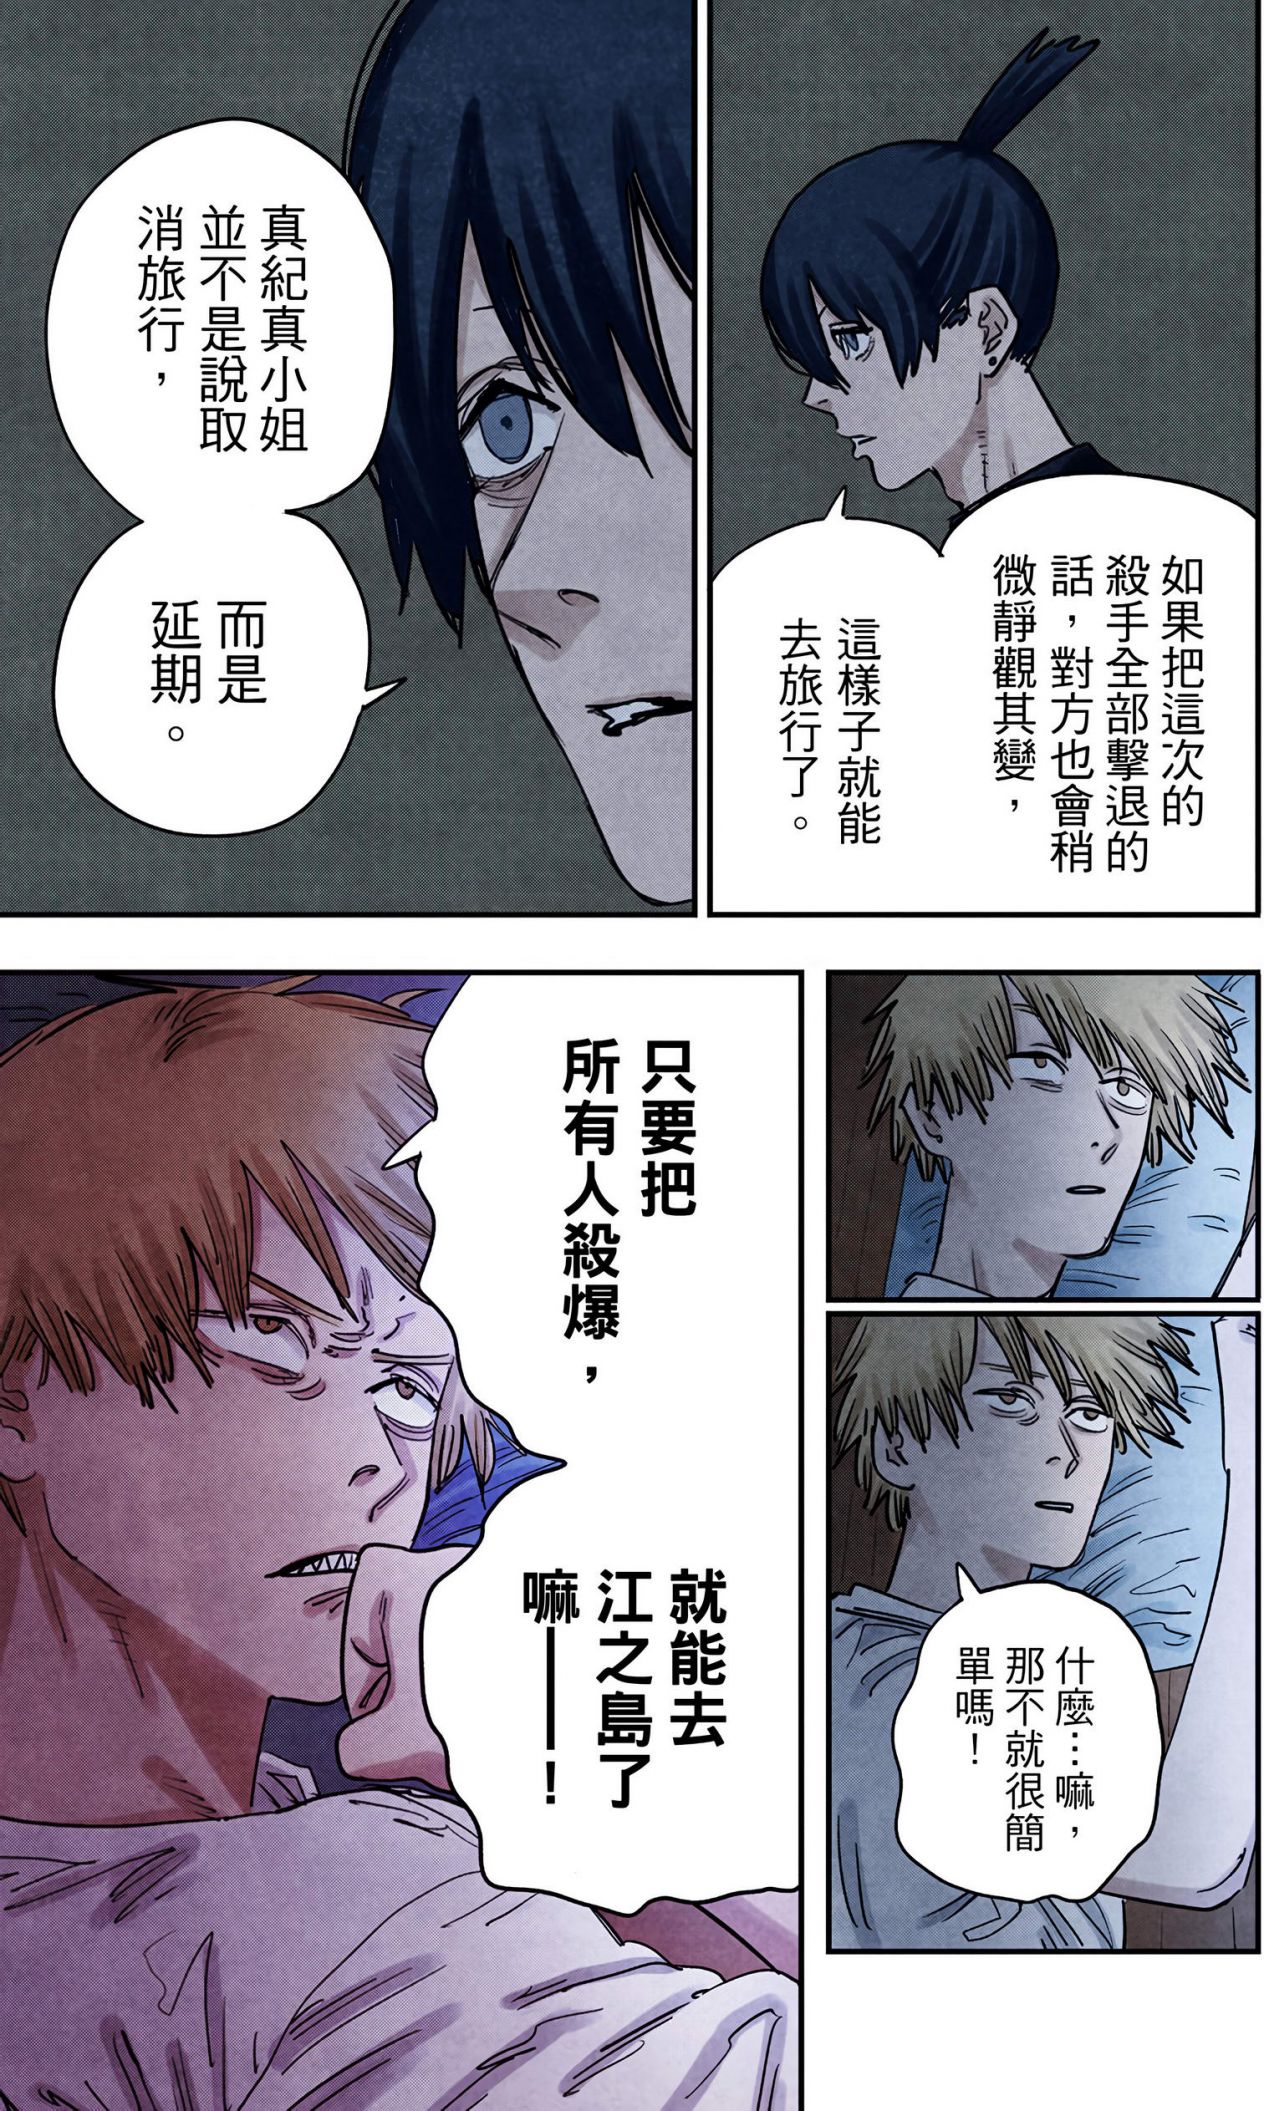 如果把這次的
殺手全部擊退的
話，對方也會稍
微靜觀其變，
這樣子就能
去旅行了。
真紀真小姐
並不是說取
消旅行，
而是
延期。
什麼…嘛，
那不就很簡
單嗎！
只要把
所有人殺爆，
就能去
江之島了
嘛——！